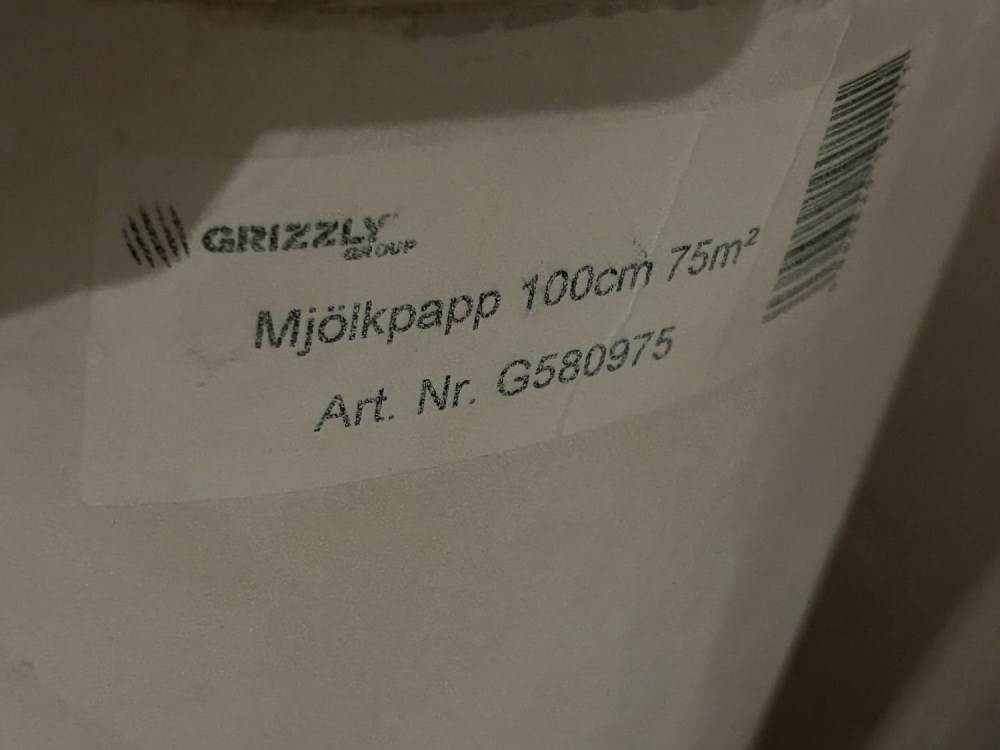 GRIZZLY
GROUP
Mjölkpapp 100cm 75m²
Art. Nr. G580975